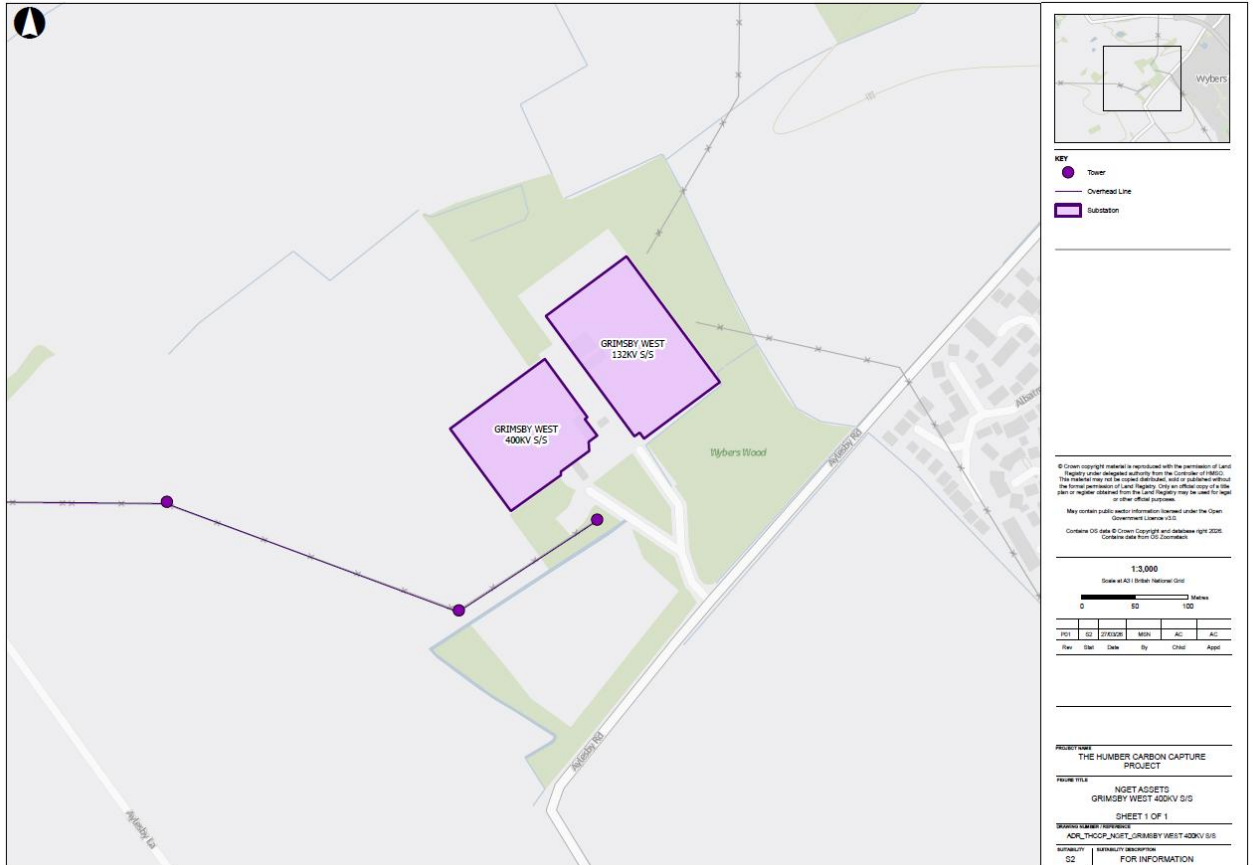 GRIMSBY WEST
132KV S/S
GRIMSBY WEST
400KV S/S
Wybers Wood
Aylesby Rd
Aylesby Rd
Aylesby La
Wybers
KEY
Tower
Overhead Line
Substation
© Crown copyright material is reproduced with the permission of Land
Registry under delegated authority from the Controller of HMSO.
This material may not be copied distributed, sold or published without
the formal permission of Land Registry. Only an official copy of a title
plan or register obtained from the Land Registry may be used for legal
or other official purposes.
May contain public sector information licensed under the Open
Government Licence v3.0.
Contains OS data © Crown Copyright and database right 2026.
Contains data from OS Zoomstack
1:3,000
Scale at A3 | British National Grid
Metres
0 50 100
P01 S2 27/03/26 MSN AC AC
Rev Stat Date By Chkd Appd
PROJECT NAME
THE HUMBER CARBON CAPTURE
PROJECT
FIGURE TITLE
NGET ASSETS
GRIMSBY WEST 400KV S/S
SHEET 1 OF 1
DRAWING NUMBER / REFERENCE
ADR_THCCP_NGET_GRIMSBY WEST 400KV S/S
SUITABILITY SUITABILITY DESCRIPTION
S2 FOR INFORMATION